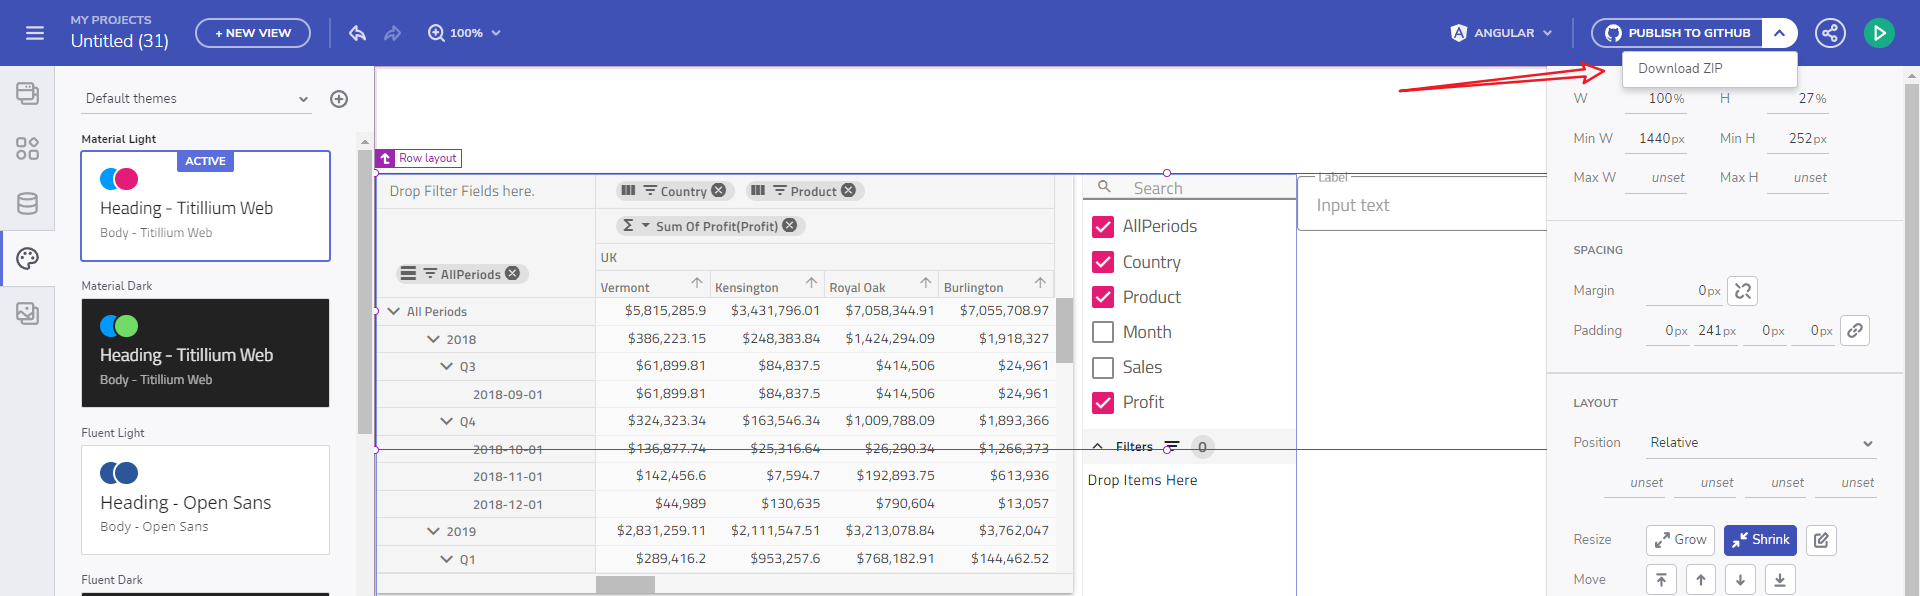 MY PROJECTS
Untitled (31)
+ NEW VIEW
100%
ANGULAR
PUBLISH TO GITHUB
Download ZIP
Default themes
Material Light
ACTIVE
Heading - Titillium Web
Body - Titillium Web
Material Dark
Heading - Titillium Web
Body - Titillium Web
Fluent Light
Heading - Open Sans
Body - Open Sans
Fluent Dark
Row layout
Drop Filter Fields here.
Country Product
Σ Sum Of Profit(Profit)
AllPeriods
UK
Vermont Kensington Royal Oak Burlington
All Periods $5,815,285.9 $3,431,796.01 $7,058,344.91 $7,055,708.97
2018 $386,223.15 $248,383.84 $1,424,294.09 $1,918,327
Q3 $61,899.81 $84,837.5 $414,506 $24,961
2018-09-01 $61,899.81 $84,837.5 $414,506 $24,961
Q4 $324,323.34 $163,546.34 $1,009,788.09 $1,893,366
2018-10-01 $136,877.74 $25,316.64 $26,290.34 $1,266,373
2018-11-01 $142,456.6 $7,594.7 $192,893.75 $613,936
2018-12-01 $44,989 $130,635 $790,604 $13,057
2019 $2,831,259.11 $2,111,547.51 $3,213,078.84 $3,762,047
Q1 $289,416.2 $953,257.6 $768,182.91 $144,462.52
Search
AllPeriods
Country
Product
Month
Sales
Profit
Filters 0
Drop Items Here
Label
Input text
W 100% H 27%
Min W 1440px Min H 252px
Max W unset Max H unset
SPACING
Margin 0px
Padding 0px 241px 0px 0px
LAYOUT
Position Relative
unset unset unset unset
Resize Grow Shrink
Move